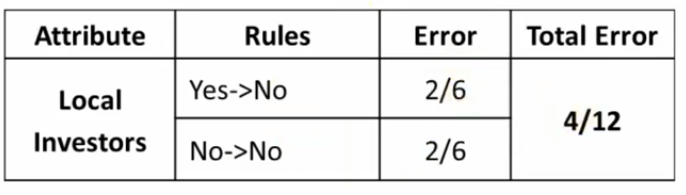 Attribute Rules Error Total Error
Local Investors Yes->No 2/6 4/12
No->No 2/6